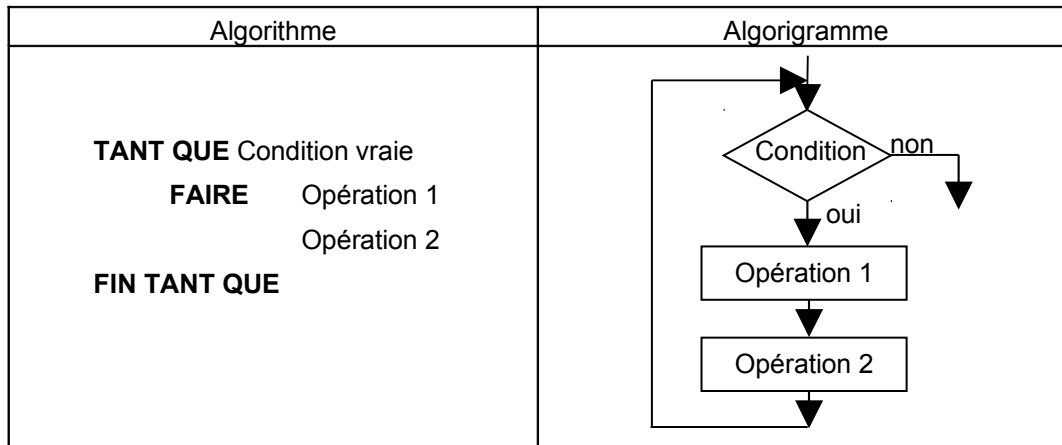 Algorithme
Algorigramme
TANT QUE Condition vraie
FAIRE Opération 1
Opération 2
FIN TANT QUE
Condition
non
oui
Opération 1
Opération 2